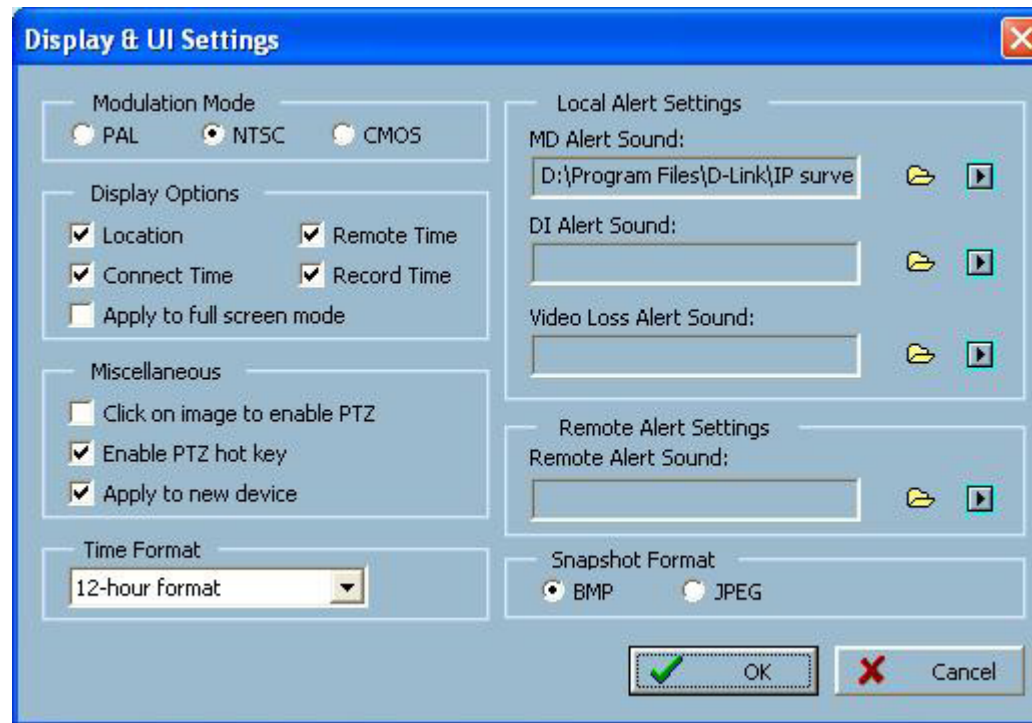 Display & UI Settings
Modulation Mode
PAL NTSC CMOS
Display Options
Location Remote Time
Connect Time Record Time
Apply to full screen mode
Miscellaneous
Click on image to enable PTZ
Enable PTZ hot key
Apply to new device
Time Format
12-hour format
Local Alert Settings
MD Alert Sound:
D:\Program Files\D-Link\IP surve
DI Alert Sound:
Video Loss Alert Sound:
Remote Alert Settings
Remote Alert Sound:
Snapshot Format
BMP JPEG
OK Cancel